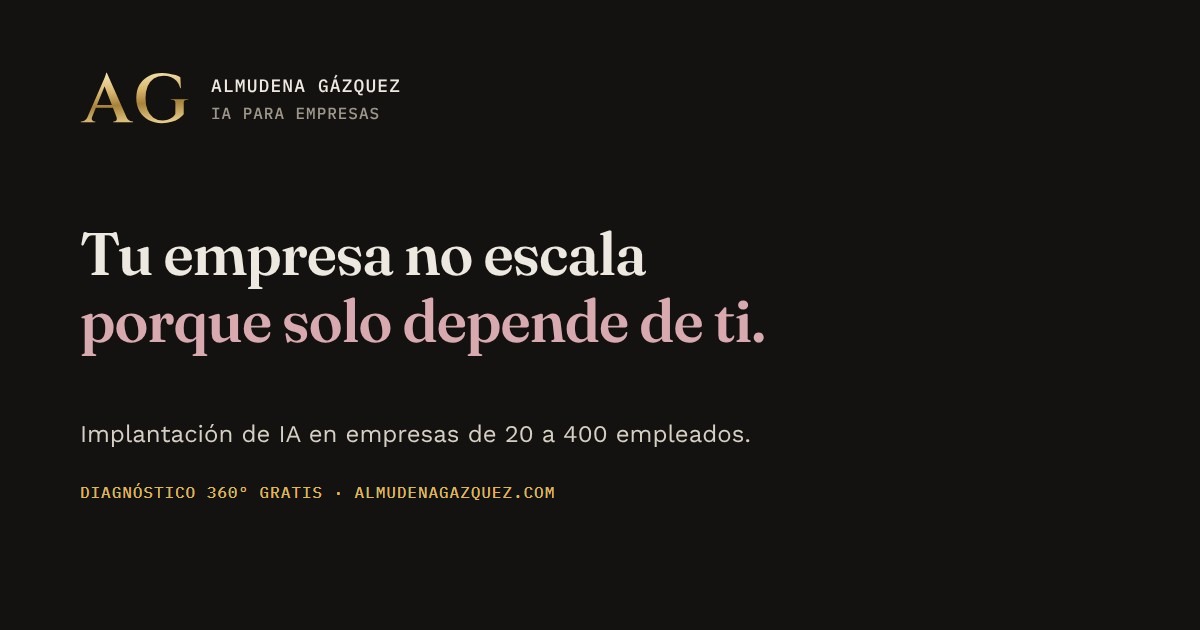 AG
ALMUDENA GÁZQUEZ
IA PARA EMPRESAS
Tu empresa no escala
porque solo depende de ti.
Implantación de IA en empresas de 20 a 400 empleados.
DIAGNÓSTICO 360° GRATIS · ALMUDENAGAZQUEZ.COM